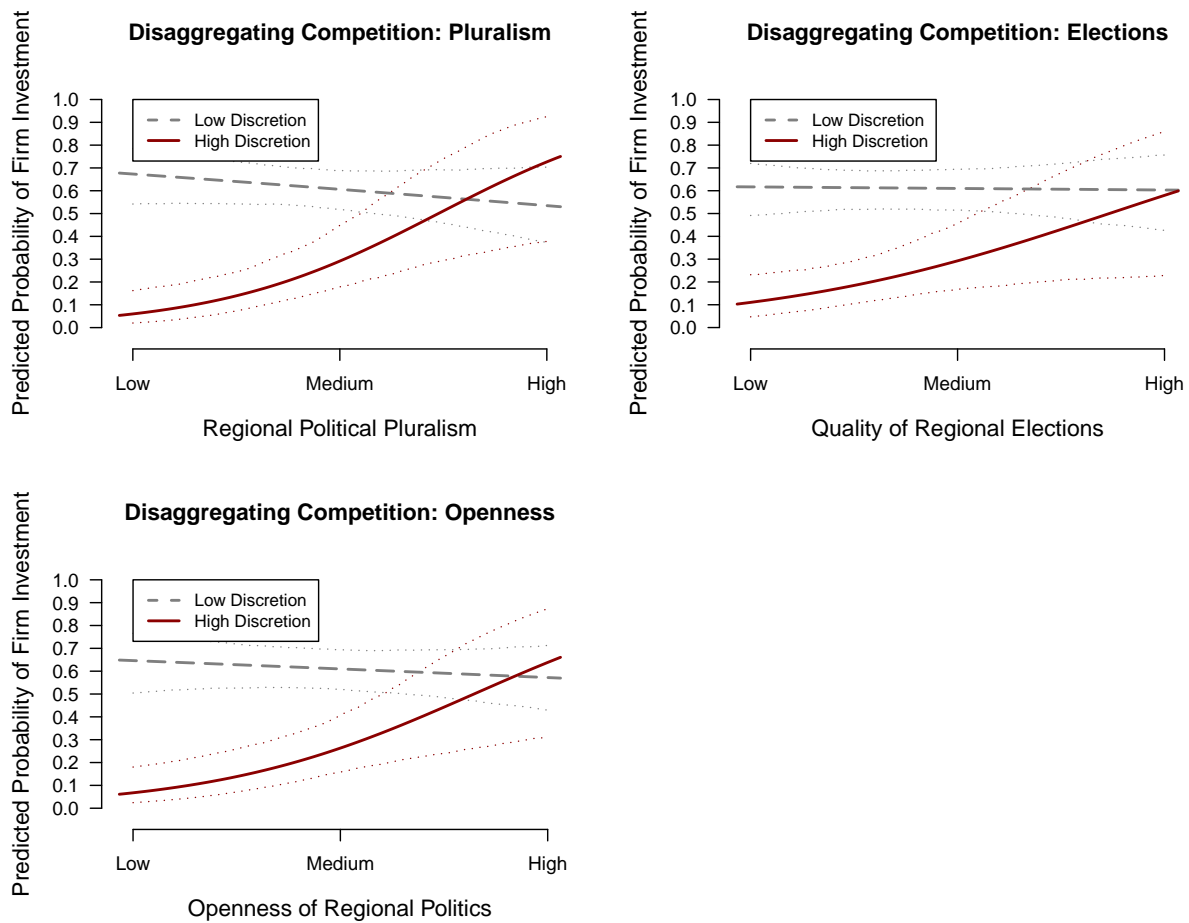 Disaggregating Competition: Pluralism
Predicted Probability of Firm Investment
1.0
0.9
0.8
0.7
0.6
0.5
0.4
0.3
0.2
0.1
0.0
Low Discretion
High Discretion
Low
Medium
High
Regional Political Pluralism
Disaggregating Competition: Elections
Predicted Probability of Firm Investment
1.0
0.9
0.8
0.7
0.6
0.5
0.4
0.3
0.2
0.1
0.0
Low Discretion
High Discretion
Low
Medium
High
Quality of Regional Elections
Disaggregating Competition: Openness
Predicted Probability of Firm Investment
1.0
0.9
0.8
0.7
0.6
0.5
0.4
0.3
0.2
0.1
0.0
Low Discretion
High Discretion
Low
Medium
High
Openness of Regional Politics